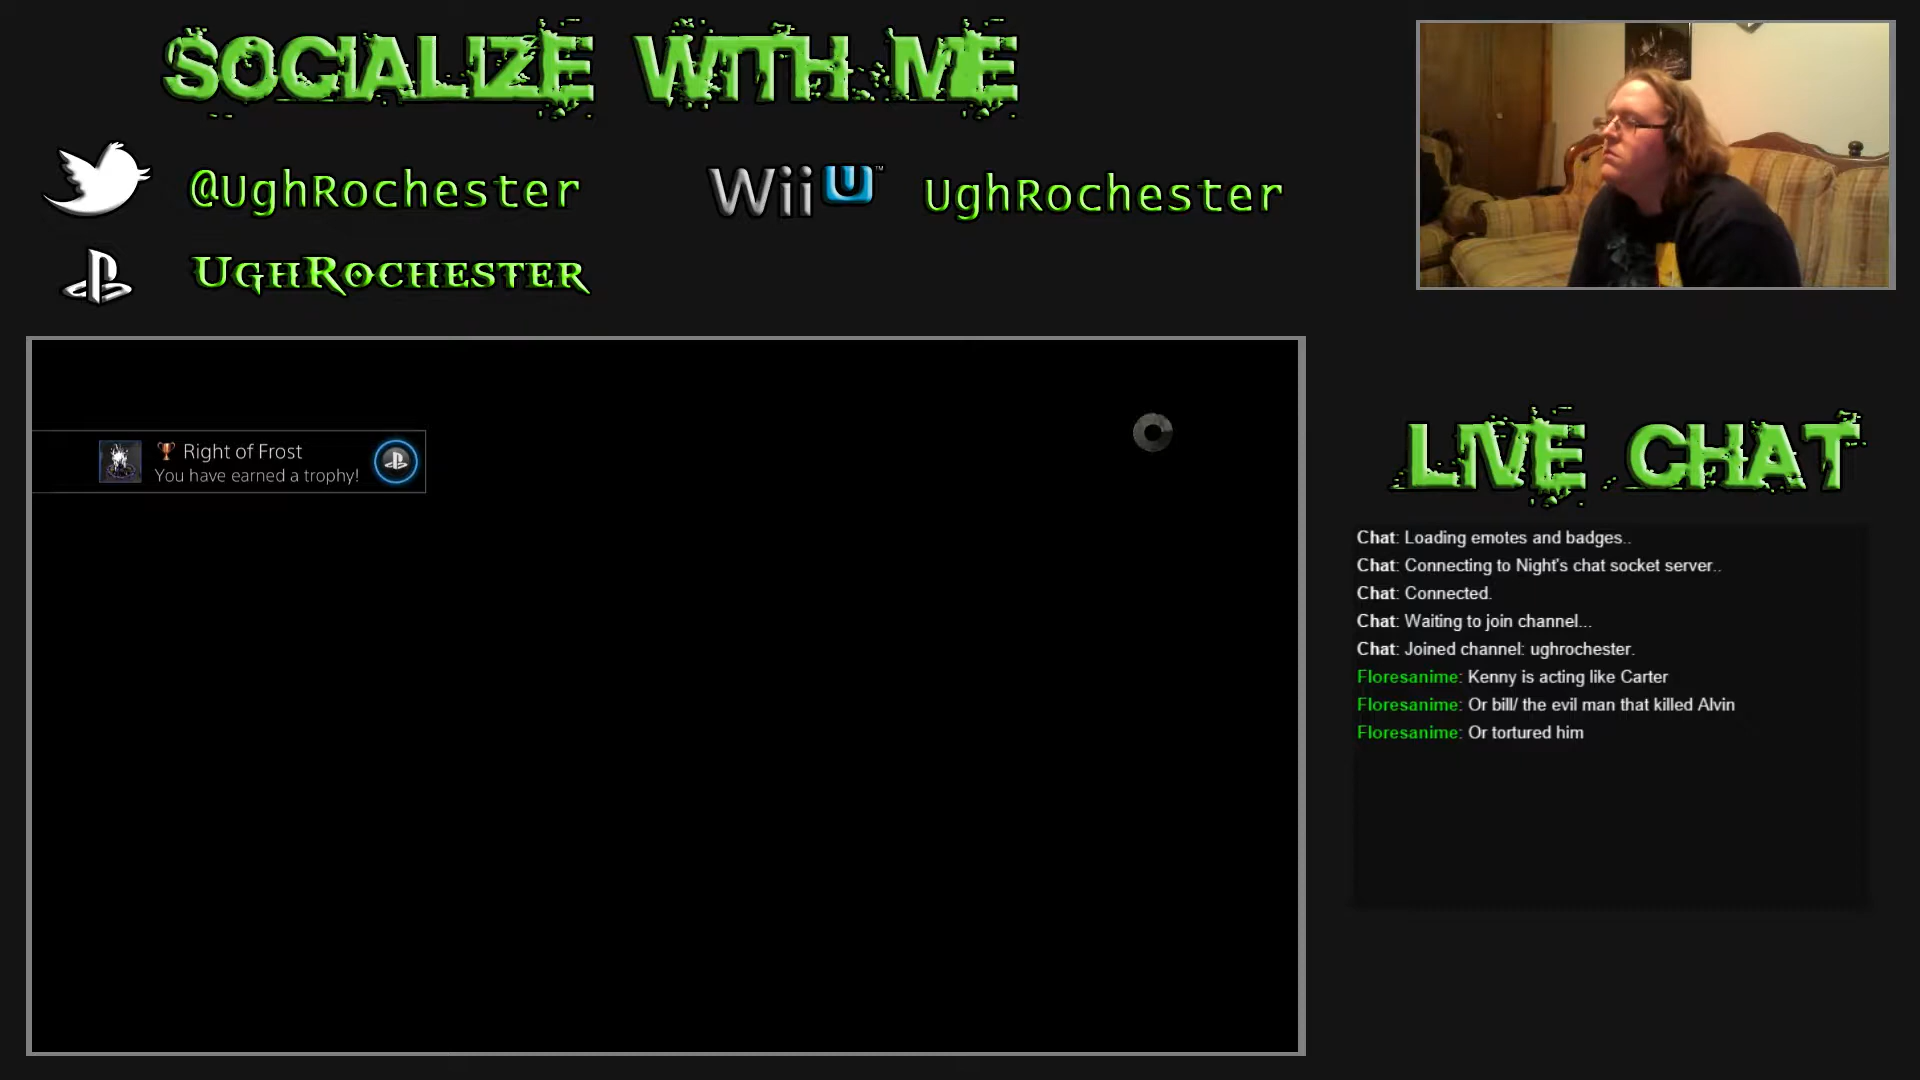 SOCIALIZE WITH ME
@UghRochester
WiiU™ UghRochester
UghRochester
Right of Frost
You have earned a trophy!
LIVE CHAT
Chat: Loading emotes and badges..
Chat: Connecting to Night's chat socket server..
Chat: Connected.
Chat: Waiting to join channel...
Chat: Joined channel: ughrochester.
Floresanime: Kenny is acting like Carter
Floresanime: Or bill/ the evil man that killed Alvin
Floresanime: Or tortured him